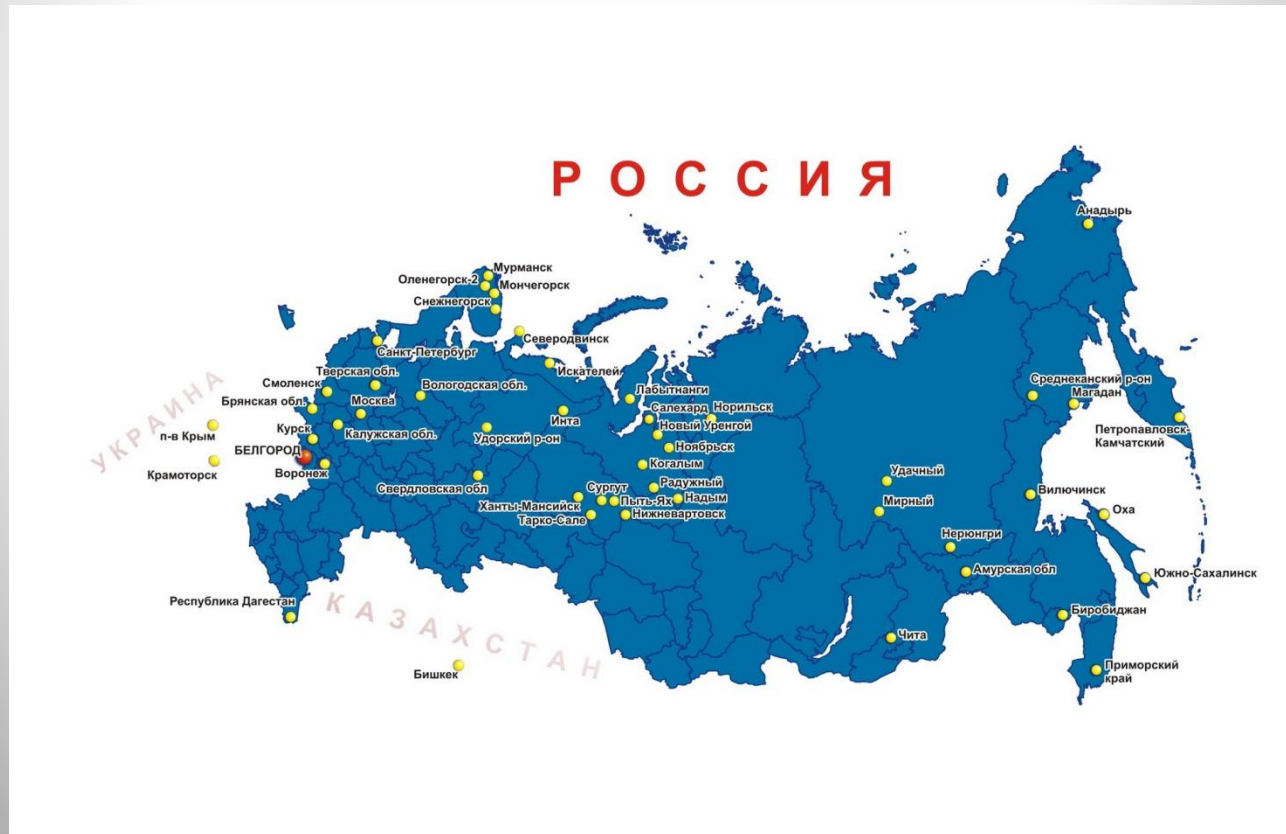 РОССИЯ
Анадырь
Мурманск
Оленегорск-2
Мончегорск
Снежнегорск
Северодвинск
Санкт-Петербург
Искателей
Тверская обл.
Смоленск
Вологодская обл.
Лабытнанги
Среднеканский р-он
Брянская обл.
Москва
Салехард
Норильск
Магадан
УКРАИНА
Инта
Новый Уренгой
п-в Крым
Курск
Калужская обл.
Удорский р-он
Петропавловск-
Камчатский
Ноябрьск
БЕЛГОРОД
Когалым
Крамоторск
Воронеж
Удачный
Свердловская обл
Сургут
Радужный
Ханты-Мансийск
Пыть-Ях
Надым
Вилючинск
Тарко-Сале
Нижневартовск
Мирный
Оха
Нерюнгри
Амурская обл
Южно-Сахалинск
Республика Дагестан
КАЗАХСТАН
Биробиджан
Чита
Бишкек
Приморский
край